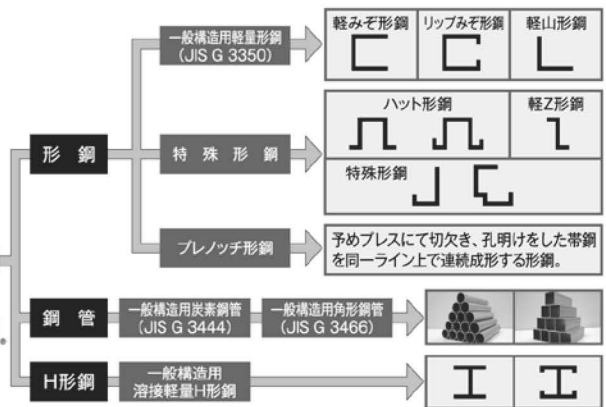 一般構造用軽量形鋼
(JIS G 3350)
軽みぞ形鋼
リップみぞ形鋼
軽山形鋼
形鋼
特殊形鋼
ハット形鋼
軽Z形鋼
特殊形鋼
プレノッチ形鋼
予めプレスにて切欠き、孔明けをした帯鋼
を同一ライン上で連続成形する形鋼。
鋼管
一般構造用炭素鋼管
(JIS G 3444)
一般構造用角形鋼管
(JIS G 3466)
®
H形鋼
一般構造用
溶接軽量H形鋼